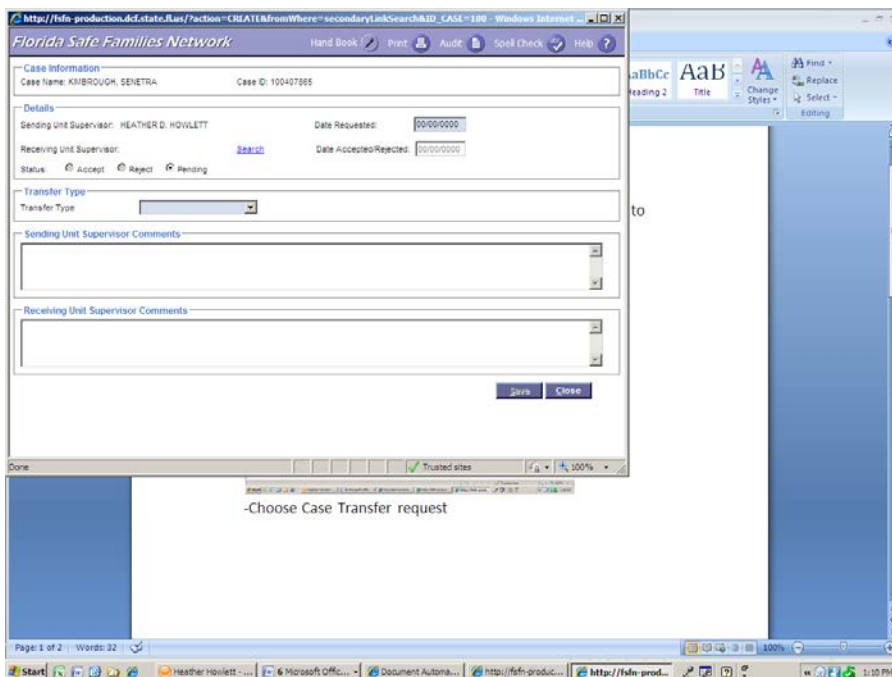 http://fsfn-production.dcf.state.fl.us/?action=CREATE&fromWhere=secondaryLinkSearch&ID_CASE=100 - Windows Internet ...
Florida Safe Families Network Hand Book Print Audit Spell Check Help ?
Case Information
Case Name: KIMBROUGH, SENETRA Case ID: 100407865
Details
Sending Unit Supervisor: HEATHER D. HOWLETT Date Requested: 00/00/0000
Receiving Unit Supervisor: Search Date Accepted/Rejected: 00/00/0000
Status: Accept Reject Pending
Transfer Type
Transfer Type
Sending Unit Supervisor Comments
Receiving Unit Supervisor Comments
Save Close
Done Trusted sites 100%
AaBbCc AaB A
Heading 2 Title Change Styles
Find
Replace
Select
Editing
to
-Choose Case Transfer request
Page: 1 of 2 Words: 32 100%
Start Heather Howlett - ... 6 Microsoft Offic... Document Automa... http://fsfn-produc... http://fsfn-prod... 1:10 PM